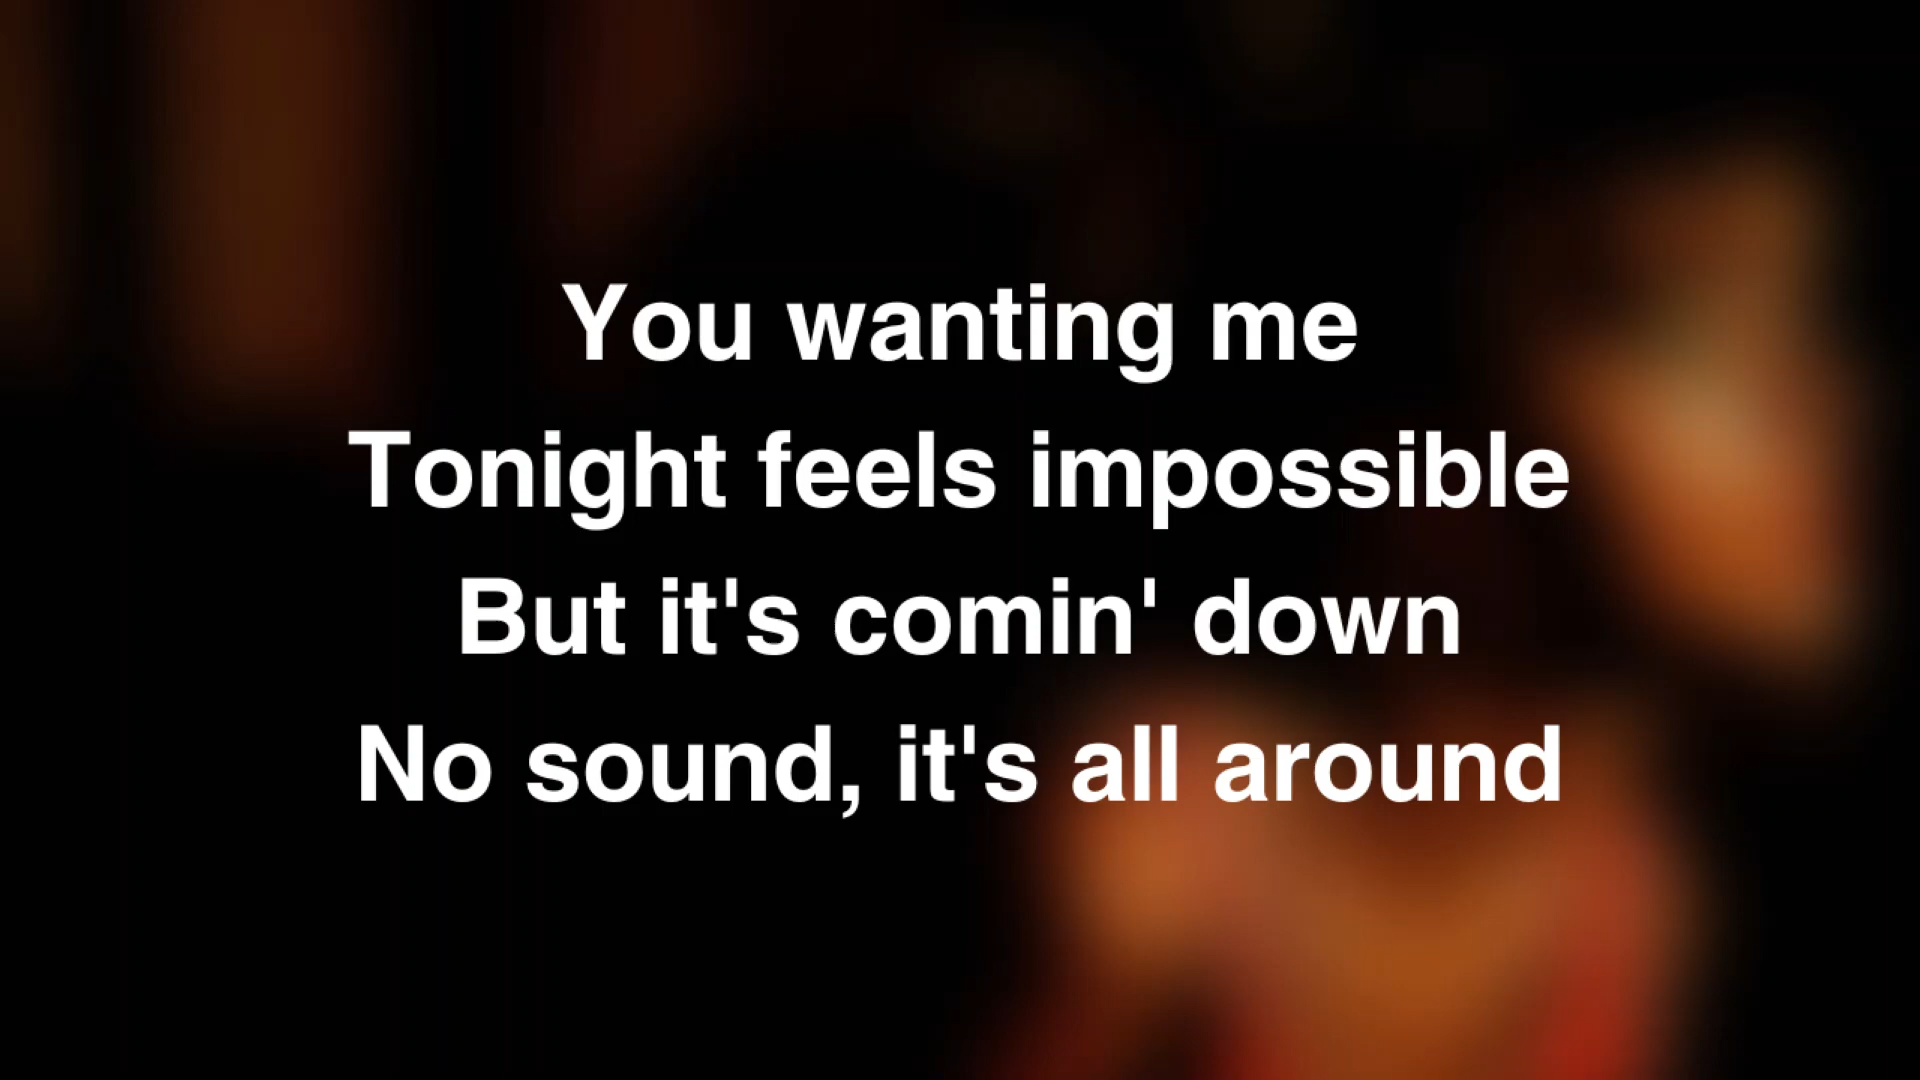 You wanting me
Tonight feels impossible
But it's comin' down
No sound, it's all around